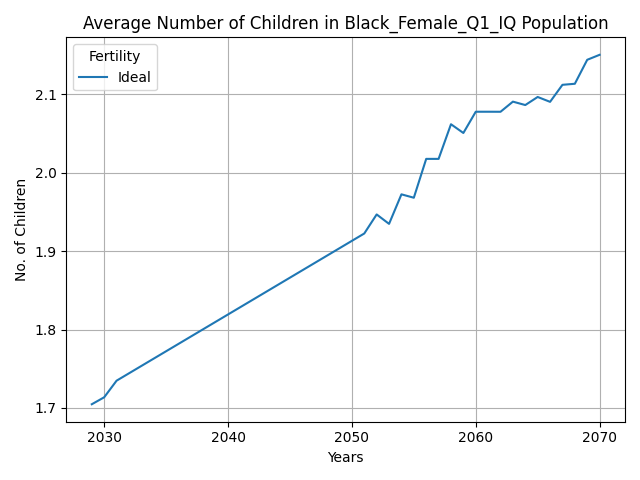 Average Number of Children in Black_Female_Q1_IQ Population
Fertility
Ideal
No. of Children
2.1
2.0
1.9
1.8
1.7
2030 2040 2050 2060 2070
Years